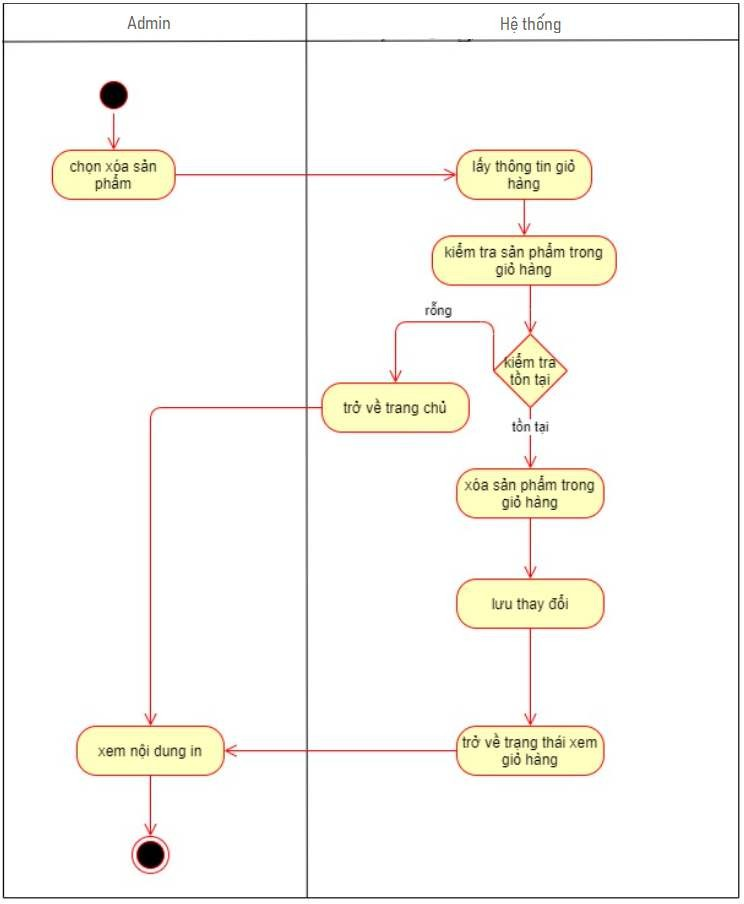 Admin
Hệ thống
chọn xóa sản
phẩm
lấy thông tin giỏ
hàng
kiểm tra sản phẩm trong
giỏ hàng
rỗng
kiểm tra
tồn tại
trở về trang chủ
tồn tại
xóa sản phẩm trong
giỏ hàng
lưu thay đổi
xem nội dung in
trở về trạng thái xem
giỏ hàng